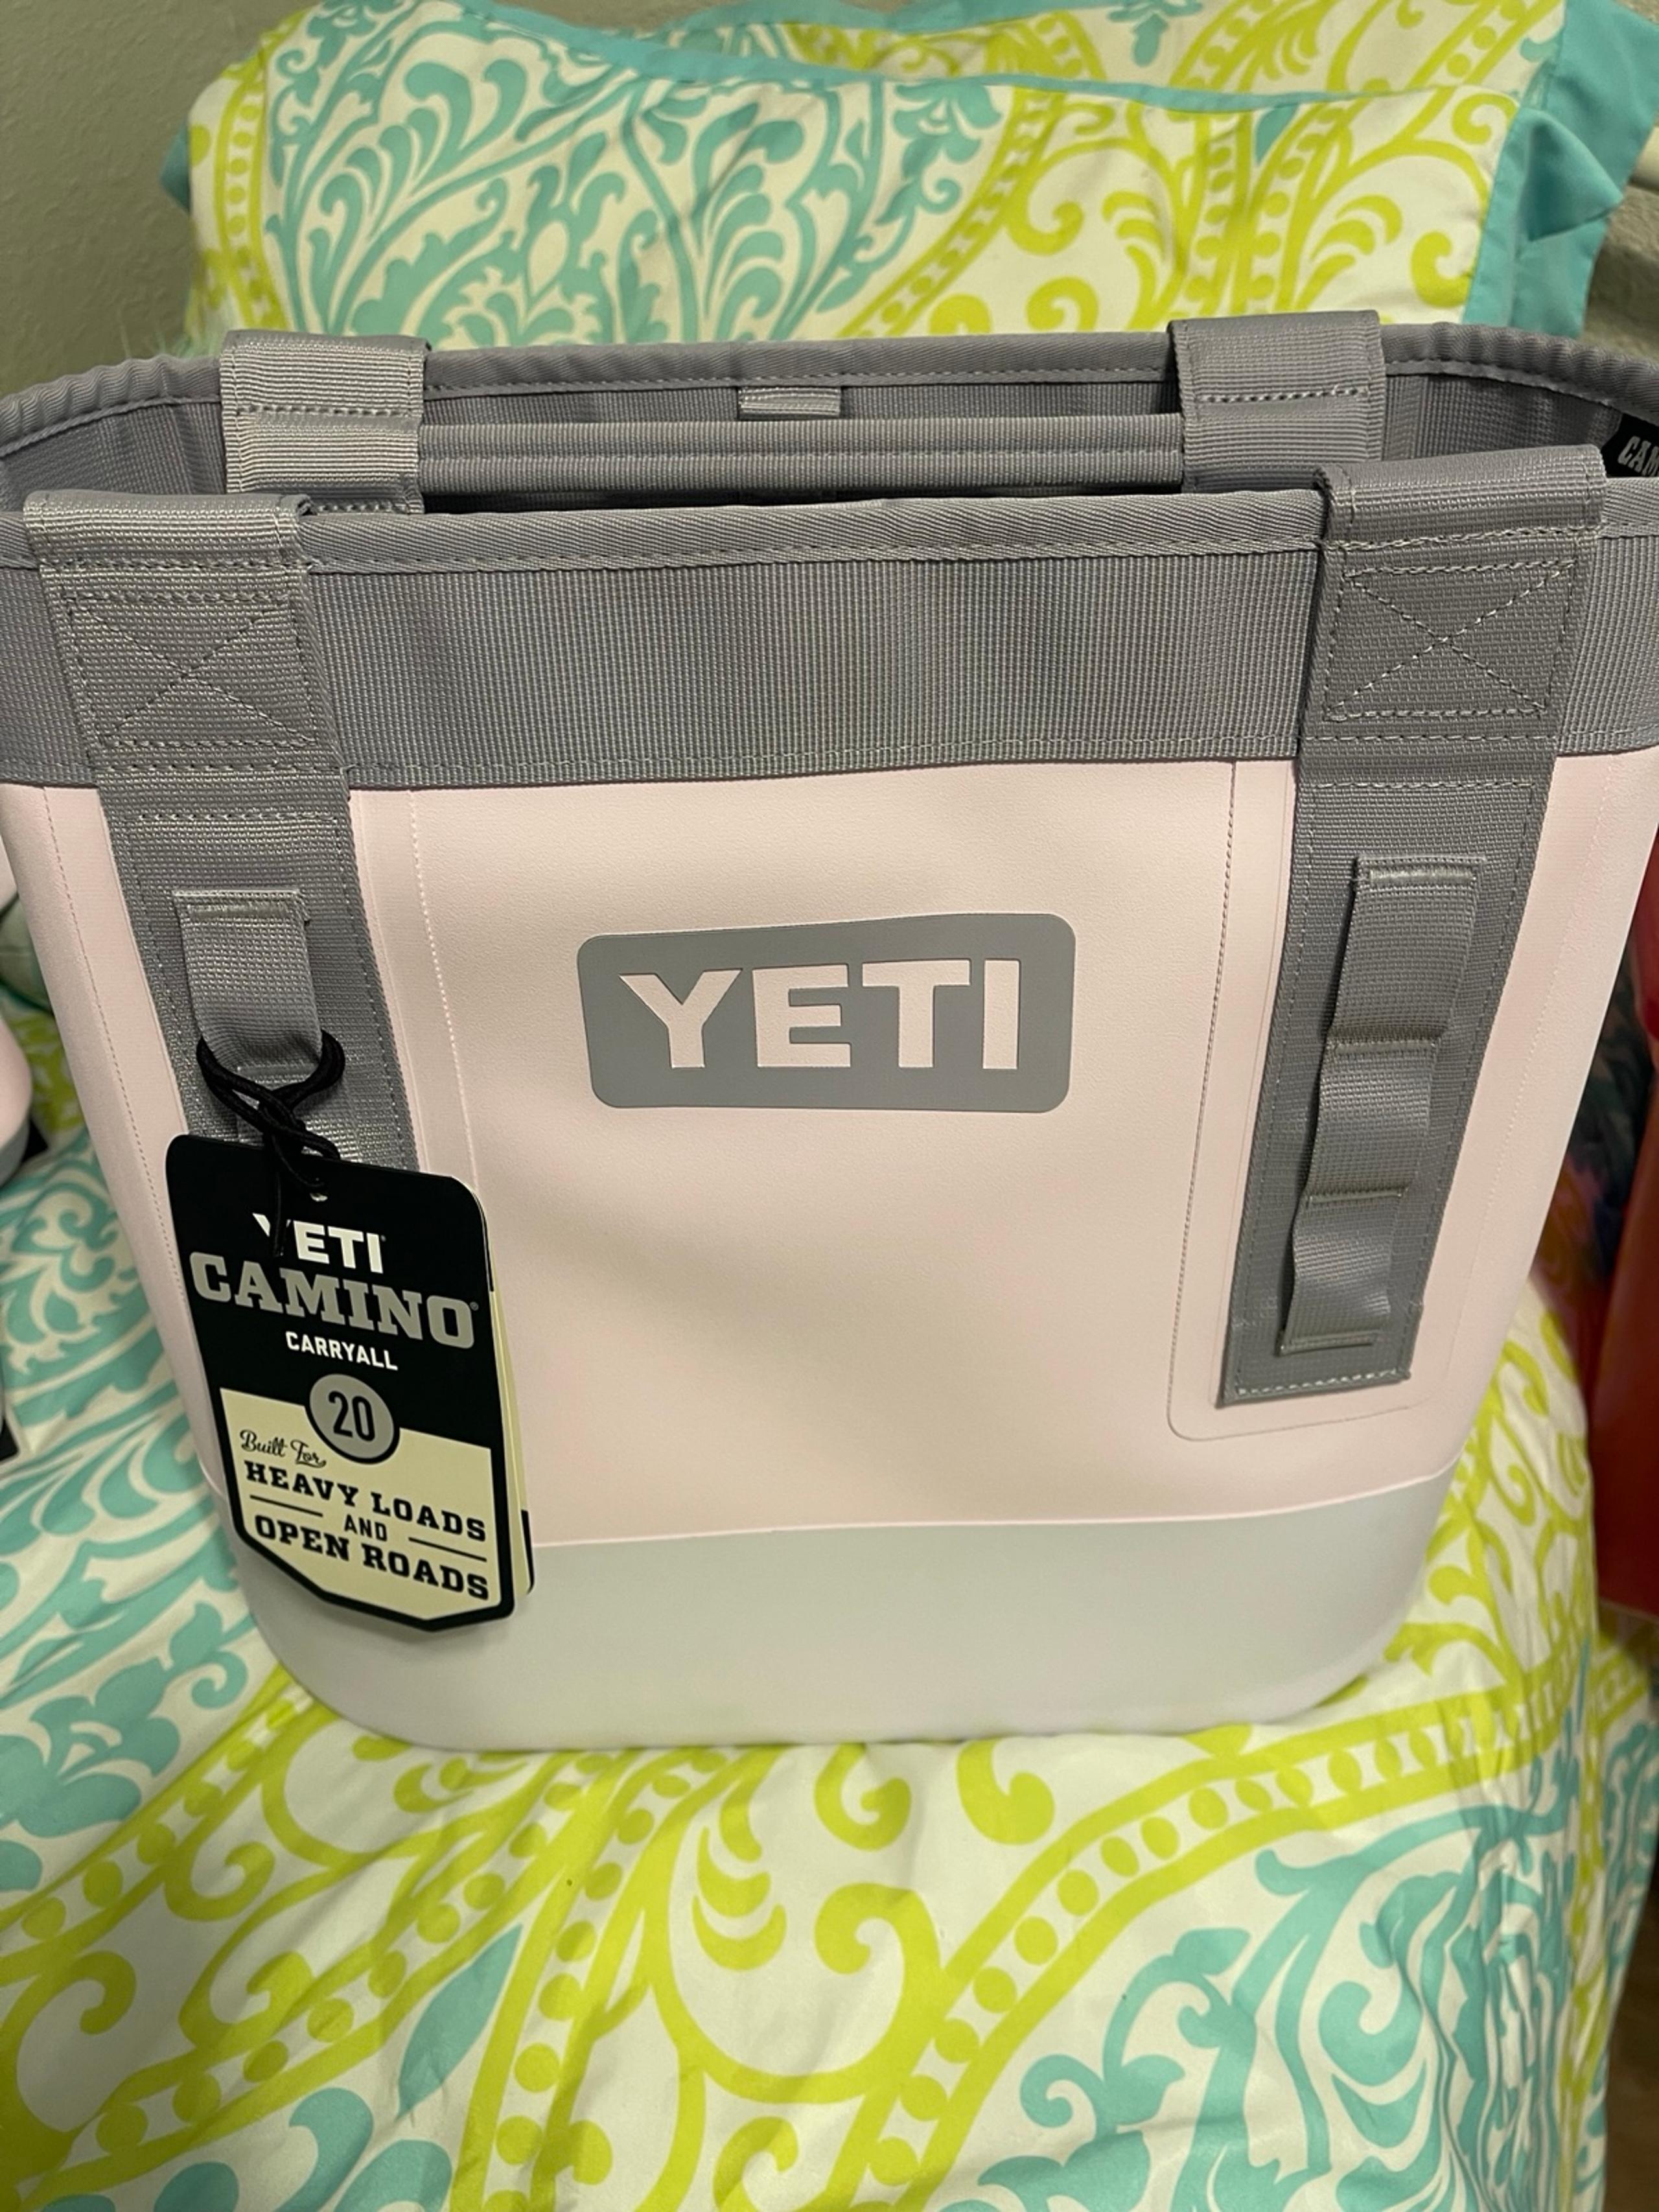 YETI
YETI
CAMINO®
CARRYALL
20
Built For
HEAVY LOADS
AND
OPEN ROADS